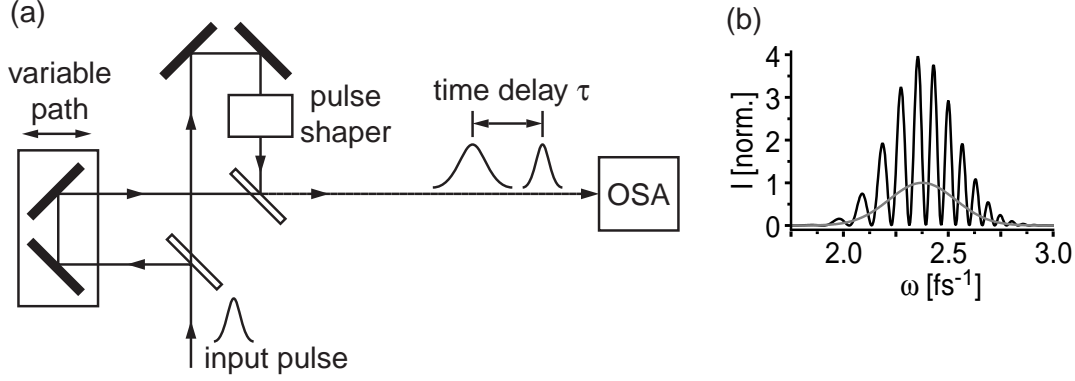 (a)
variable
path
pulse
shaper
time delay τ
OSA
input pulse
(b)
I [norm.]
4
3
2
1
0
2.0
2.5
3.0
ω [fs⁻¹]